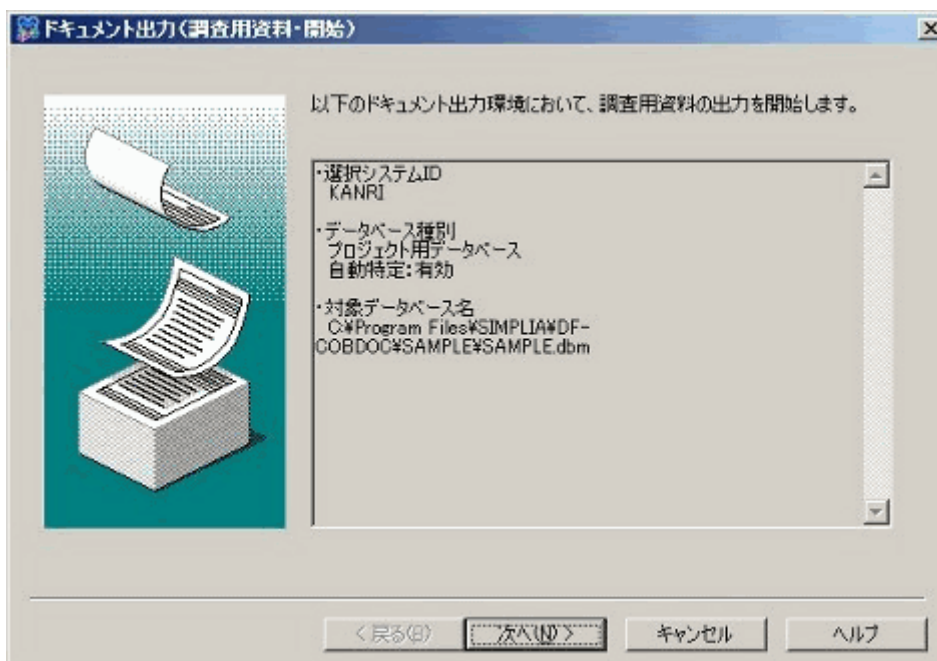 ドキュメント出力(調査用資料・開始)
以下のドキュメント出力環境において、調査用資料の出力を開始します。
・選択システムID
KANRI
・データベース種別
プロジェクト用データベース
自動特定:有効
・対象データベース名
C:¥Program Files¥SIMPLIA¥DF-
COBDOC¥SAMPLE¥SAMPLE.dbm
< 戻る(B)
次へ(N) >
キャンセル
ヘルプ